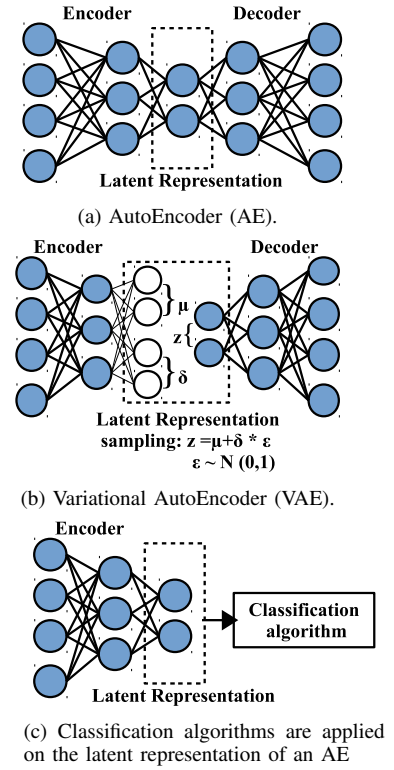 Encoder Decoder
Latent Representation
(a) AutoEncoder (AE).
Encoder Decoder
} μ
z {
} δ
Latent Representation
sampling: z =μ+δ * ε
ε ~ N (0,1)
(b) Variational AutoEncoder (VAE).
Encoder
Classification
algorithm
Latent Representation
(c) Classification algorithms are applied
on the latent representation of an AE